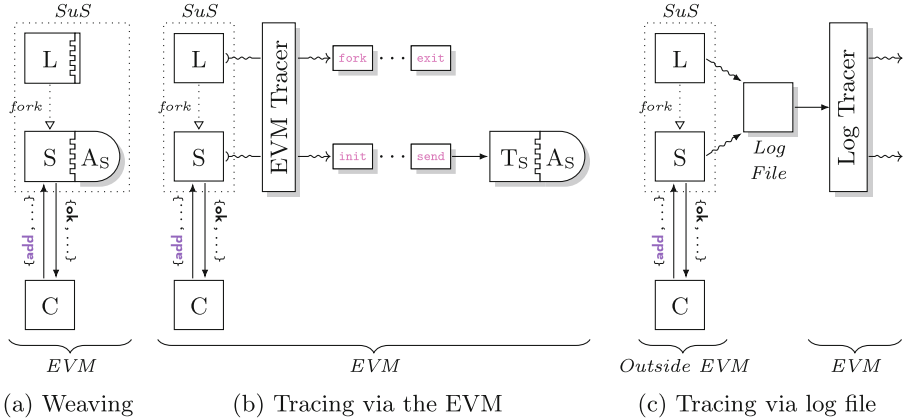 SuS
L
fork
S
A_S
{..., add}
{ok, ...}
C
EVM
(a) Weaving
SuS
L
fork
S
{..., add}
{ok, ...}
C
EVM Tracer
fork ... exit
init ... send
T_S
A_S
EVM
(b) Tracing via the EVM
SuS
L
fork
S
{..., add}
{ok, ...}
C
Log
File
Log Tracer
Outside EVM
EVM
(c) Tracing via log file